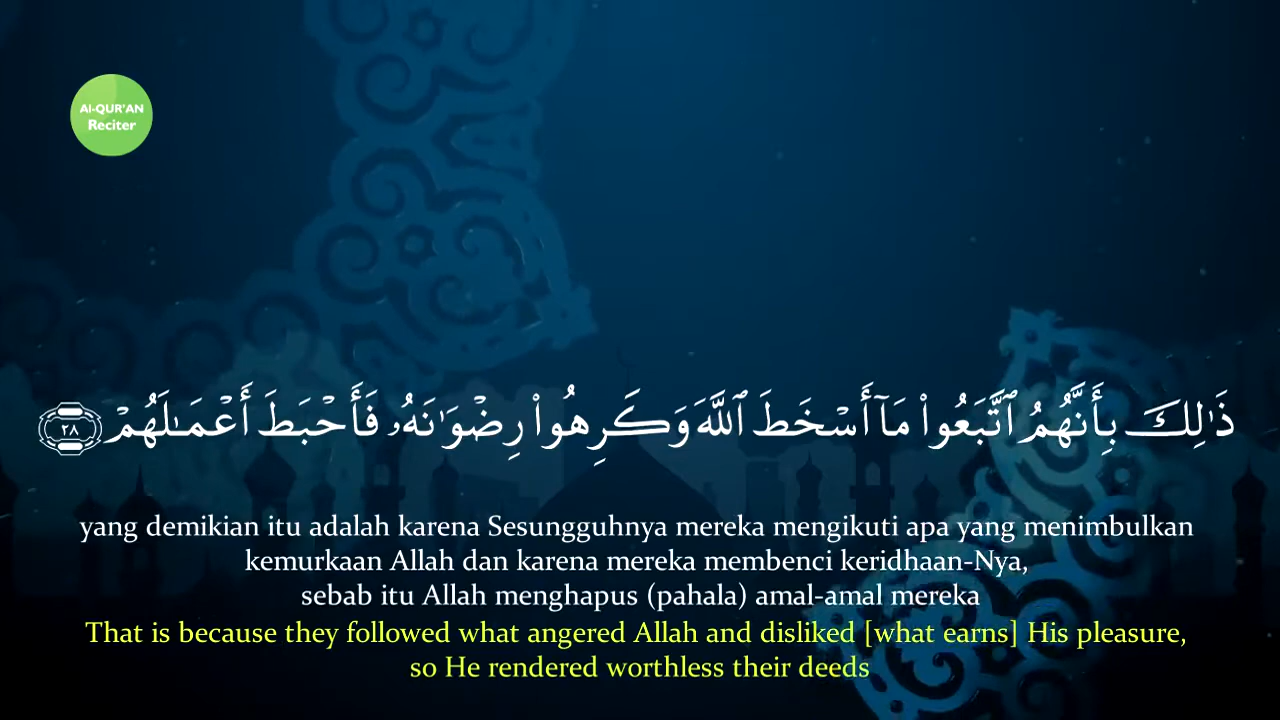 Al-QUR'AN
Reciter
ذَٰلِكَ بِأَنَّهُمُ ٱتَّبَعُوا۟ مَآ أَسْخَطَ ٱللَّهَ وَكَرِهُوا۟ رِضْوَٰنَهُۥ فَأَحْبَطَ أَعْمَـٰلَهُمْ ٢٨
yang demikian itu adalah karena Sesungguhnya mereka mengikuti apa yang menimbulkan
kemurkaan Allah dan karena mereka membenci keridhaan-Nya,
sebab itu Allah menghapus (pahala) amal-amal mereka
That is because they followed what angered Allah and disliked [what earns] His pleasure,
so He rendered worthless their deeds